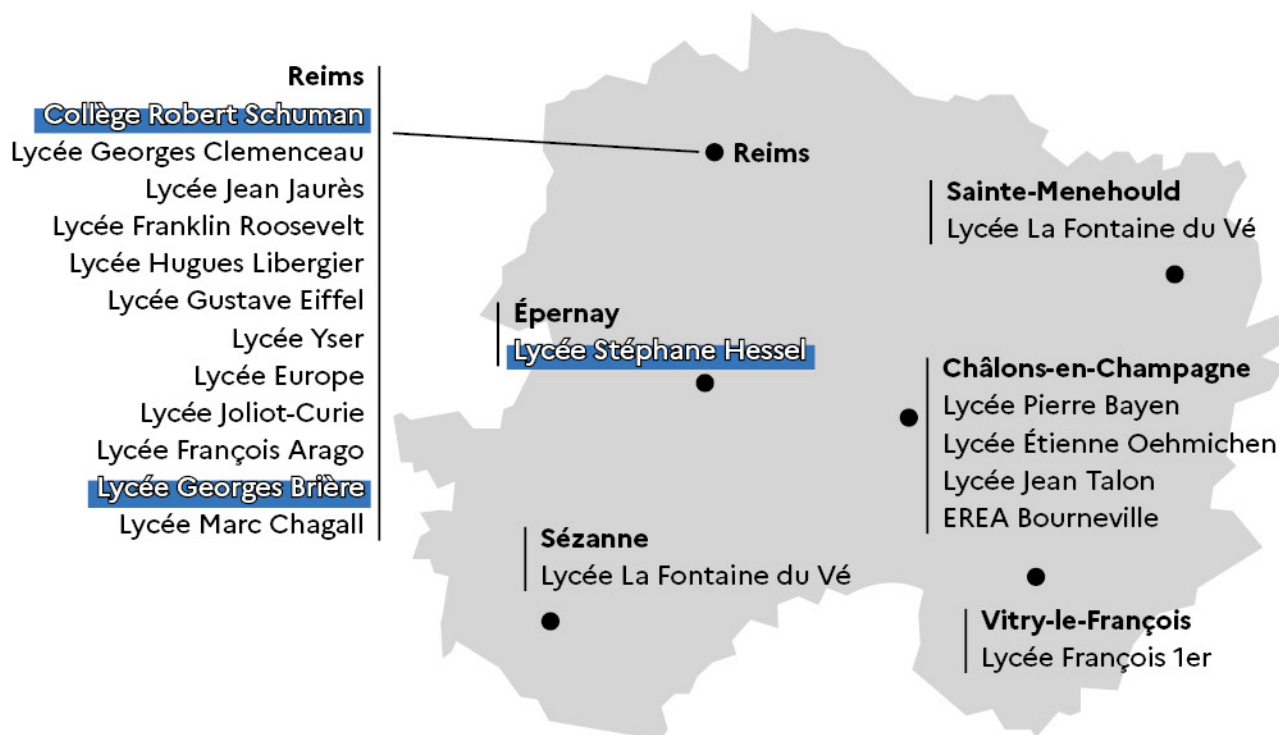 Reims
Collège Robert Schuman
Lycée Georges Clemenceau
Lycée Jean Jaurès
Lycée Franklin Roosevelt
Lycée Hugues Libergier
Lycée Gustave Eiffel
Lycée Yser
Lycée Europe
Lycée Joliot-Curie
Lycée François Arago
Lycée Georges Brière
Lycée Marc Chagall
Reims
Sainte-Menehould
Lycée La Fontaine du Vé
Épernay
Lycée Stéphane Hessel
Châlons-en-Champagne
Lycée Pierre Bayen
Lycée Étienne Oehmichen
Lycée Jean Talon
EREA Bourneville
Sézanne
Lycée La Fontaine du Vé
Vitry-le-François
Lycée François 1er